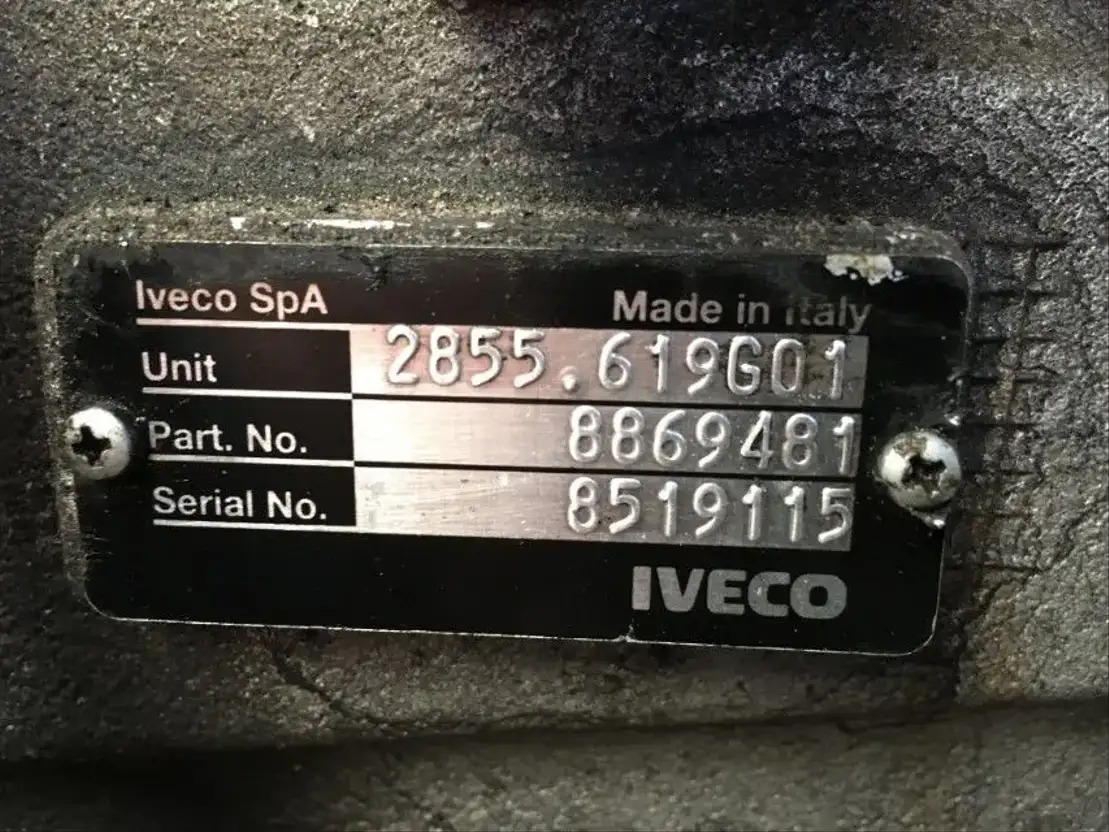 Iveco SpA Made in Italy
Unit 2855.619G01
Part. No. 8869481
Serial No. 8519115
IVECO